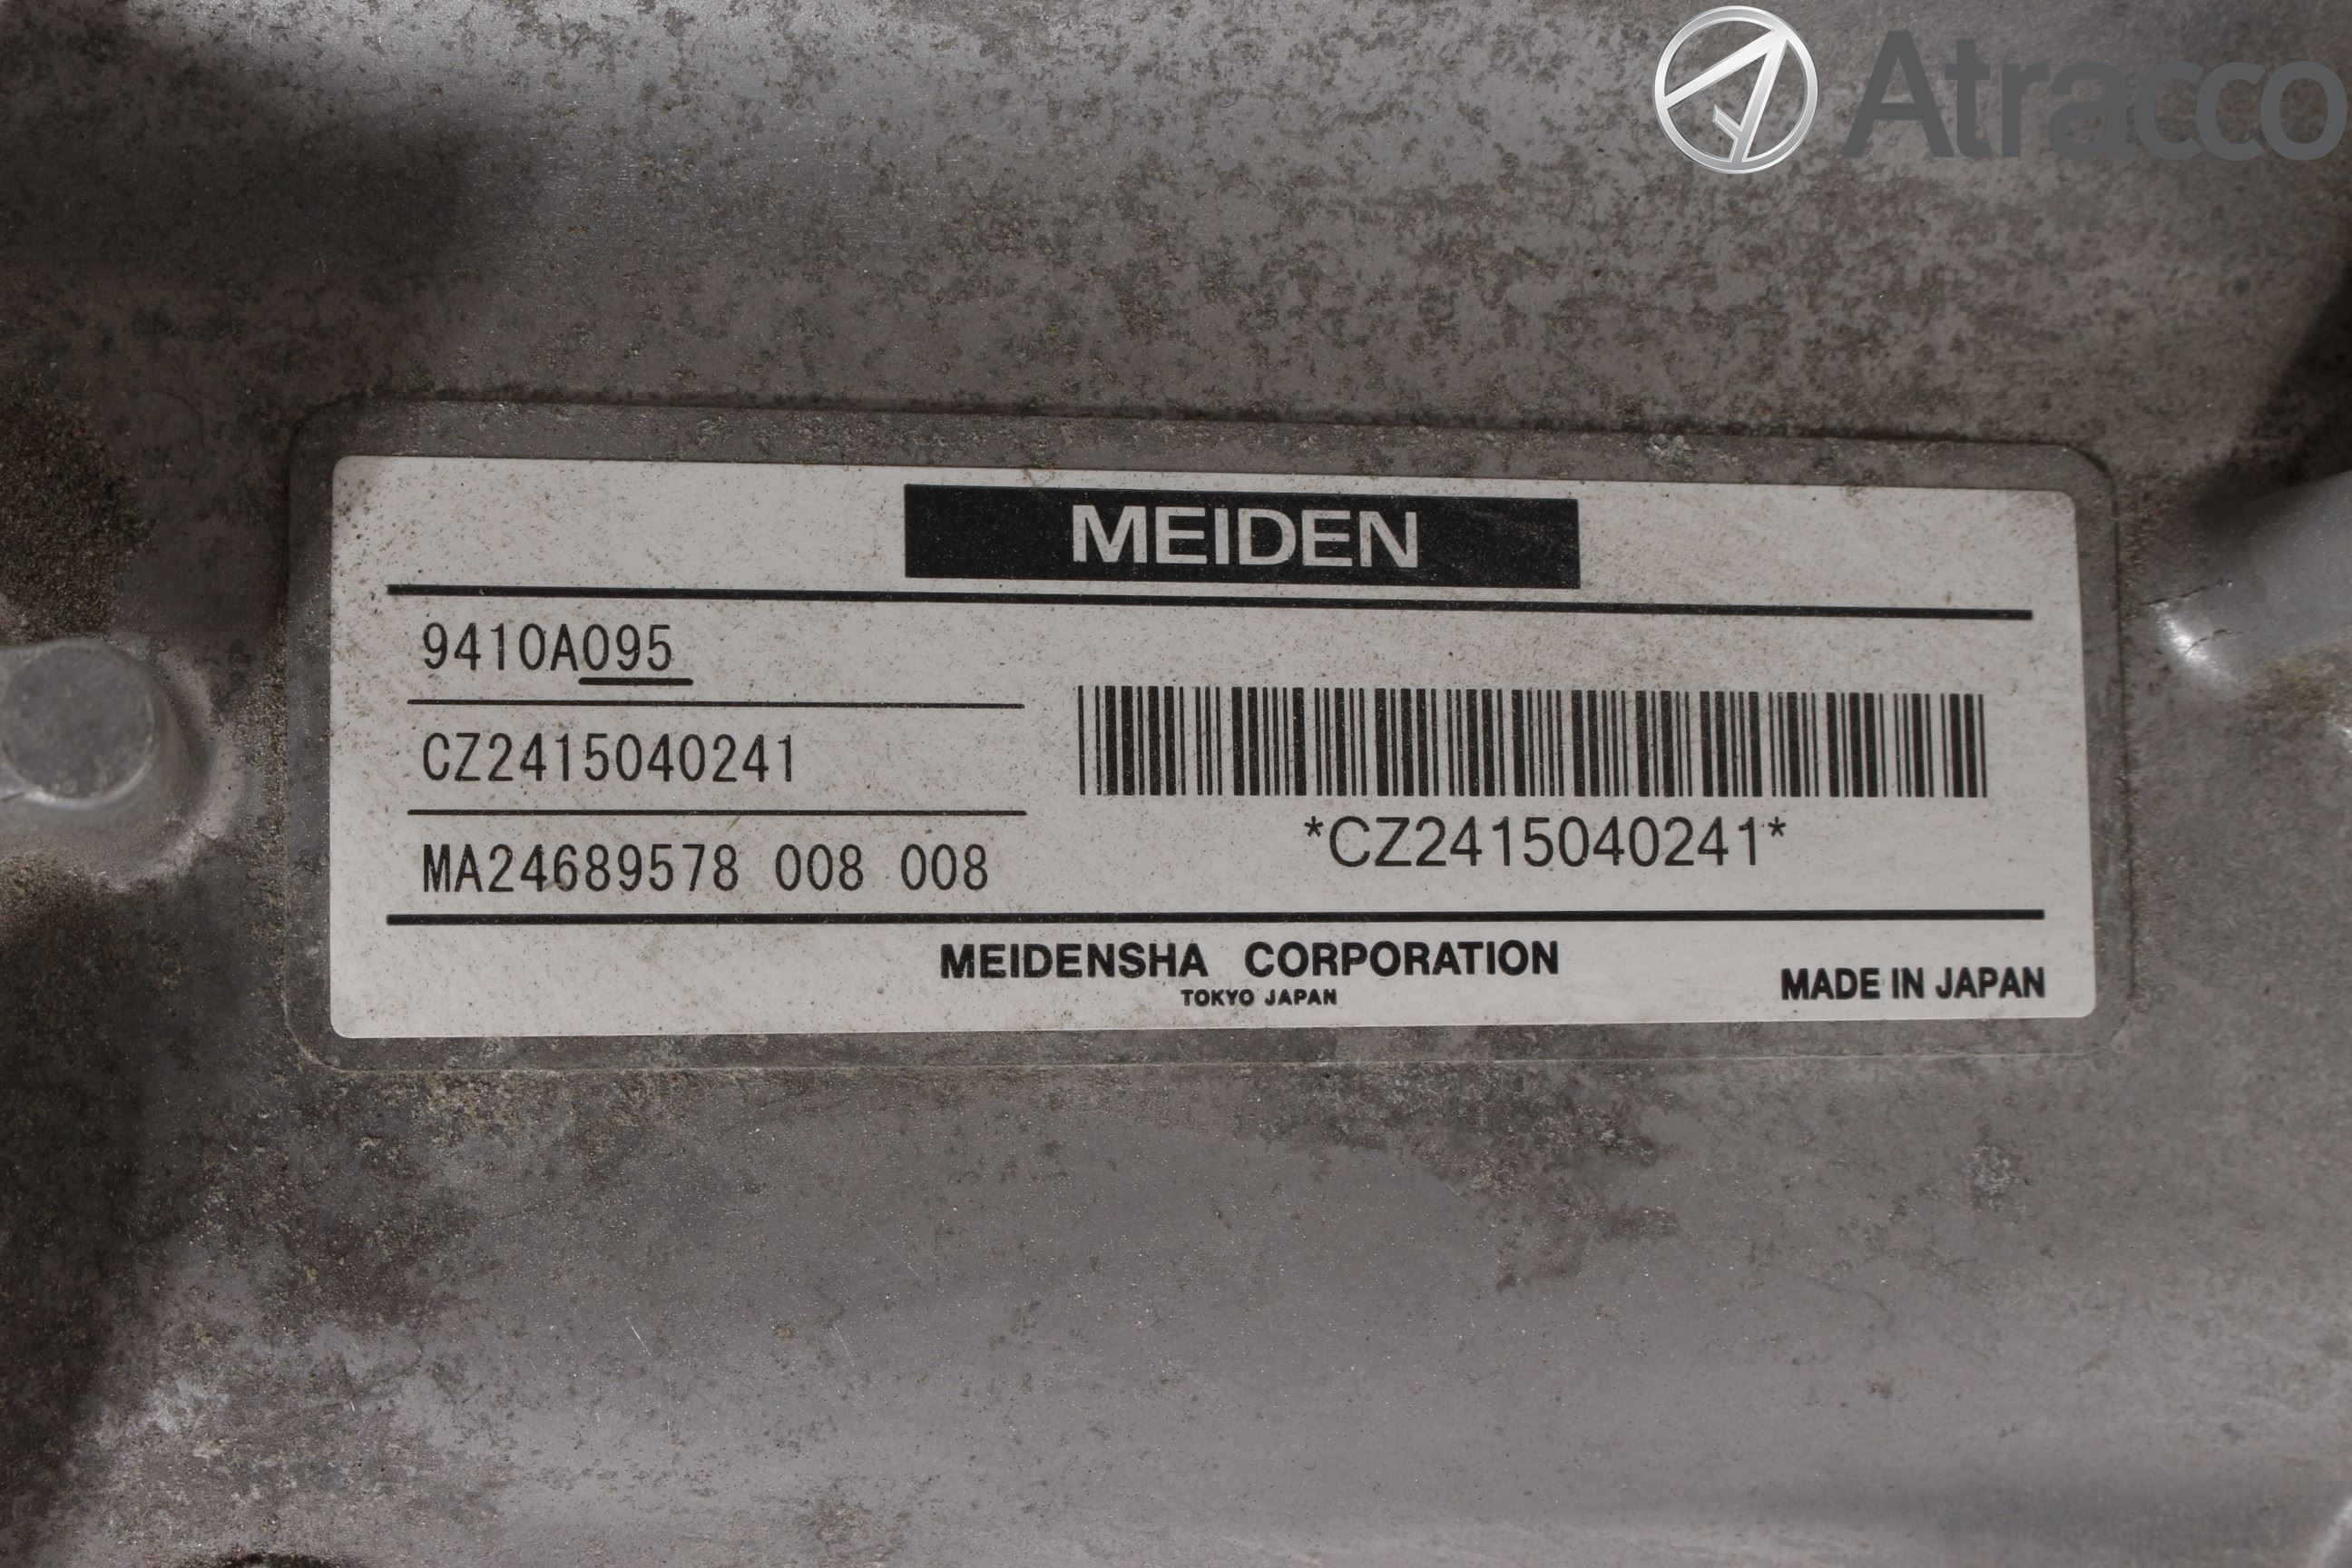 Atracco
MEIDEN
9410A095
CZ2415040241
MA24689578 008 008
*CZ2415040241*
MEIDENSHA CORPORATION
TOKYO JAPAN
MADE IN JAPAN